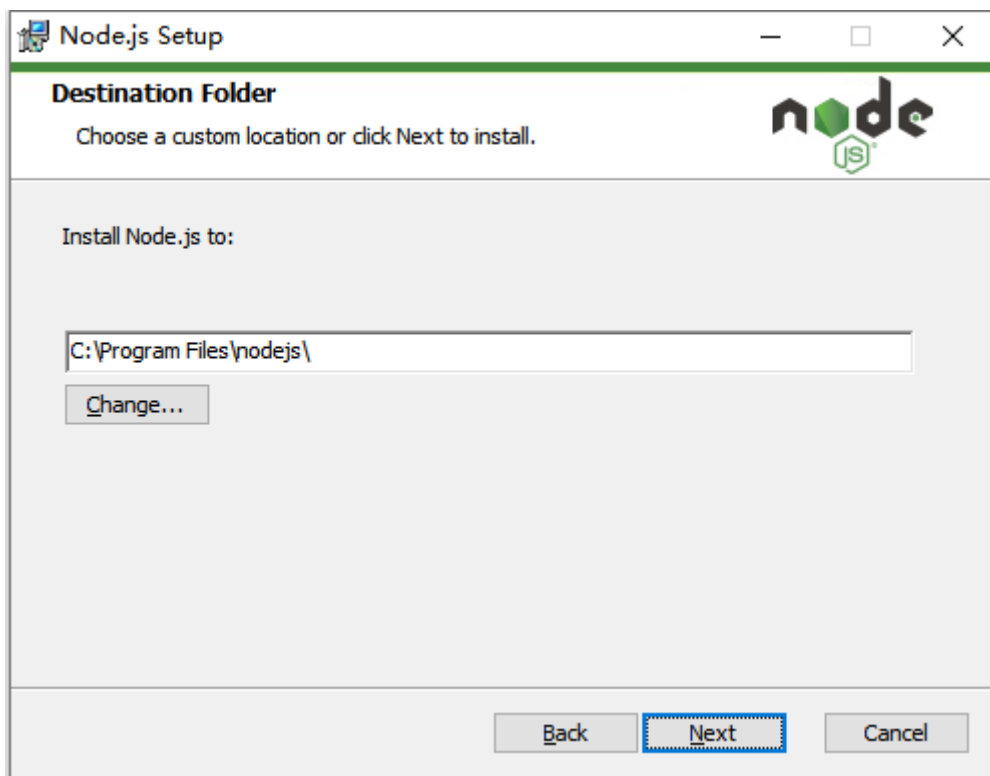 Node.js Setup
Destination Folder
node
Choose a custom location or click Next to install.
JS
Install Node.js to:
C:\Program Files\nodejs\
Change...
Back
Next
Cancel